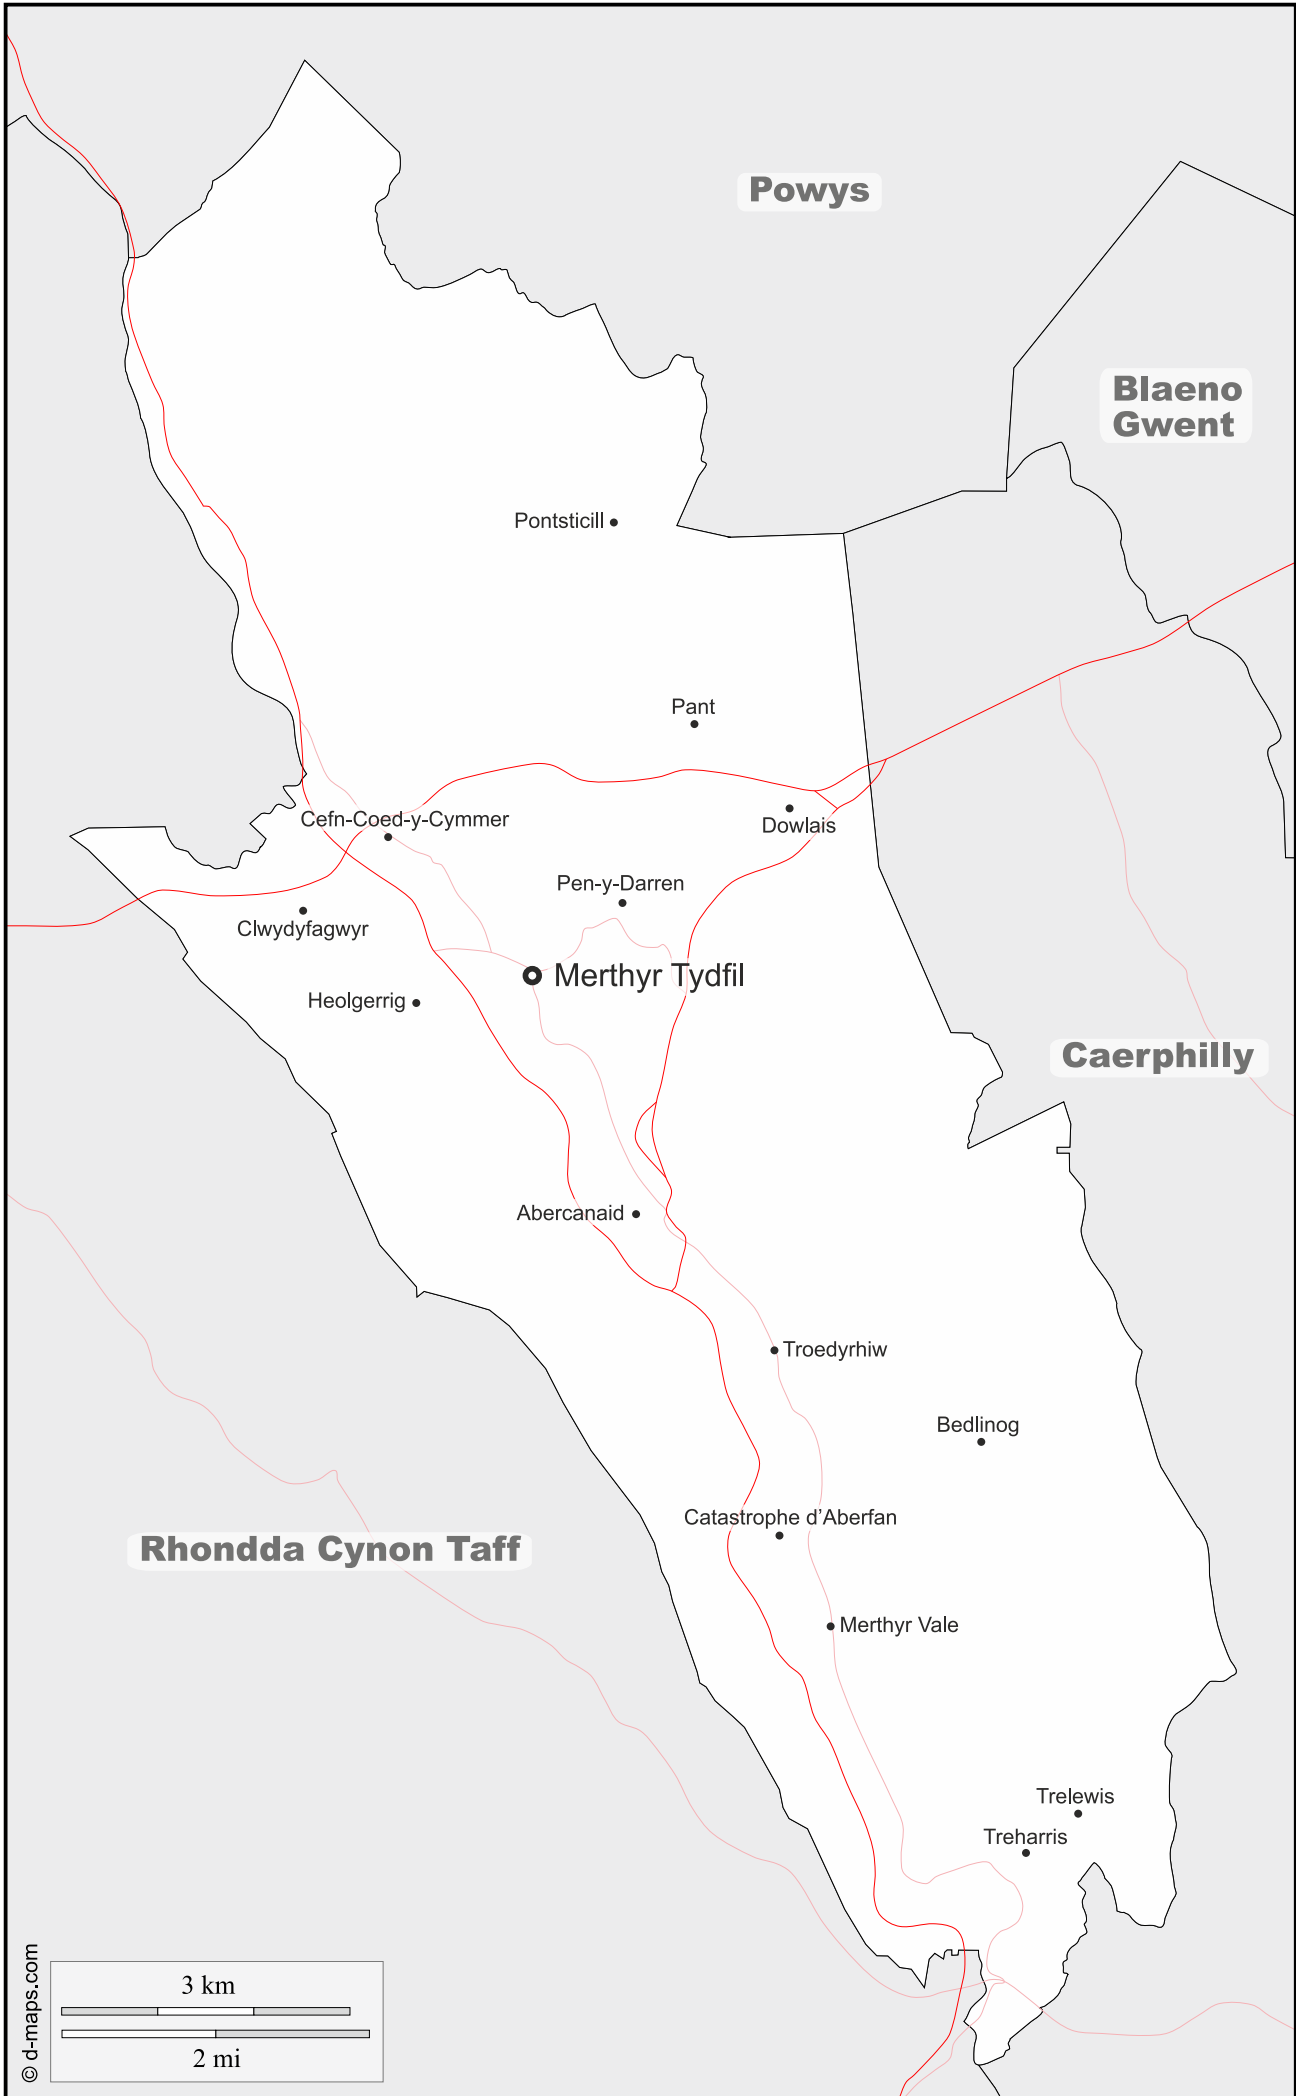 Powys
Blaeno
Gwent
Pontsticill
Pant
Cefn-Coed-y-Cymmer
Dowlais
Pen-y-Darren
Clwydyfagwyr
Merthyr Tydfil
Heolgerrig
Caerphilly
Abercanaid
Troedyrhiw
Bedlinog
Catastrophe d'Aberfan
Rhondda Cynon Taff
Merthyr Vale
Trelewis
Treharris
3 km
2 mi
© d-maps.com